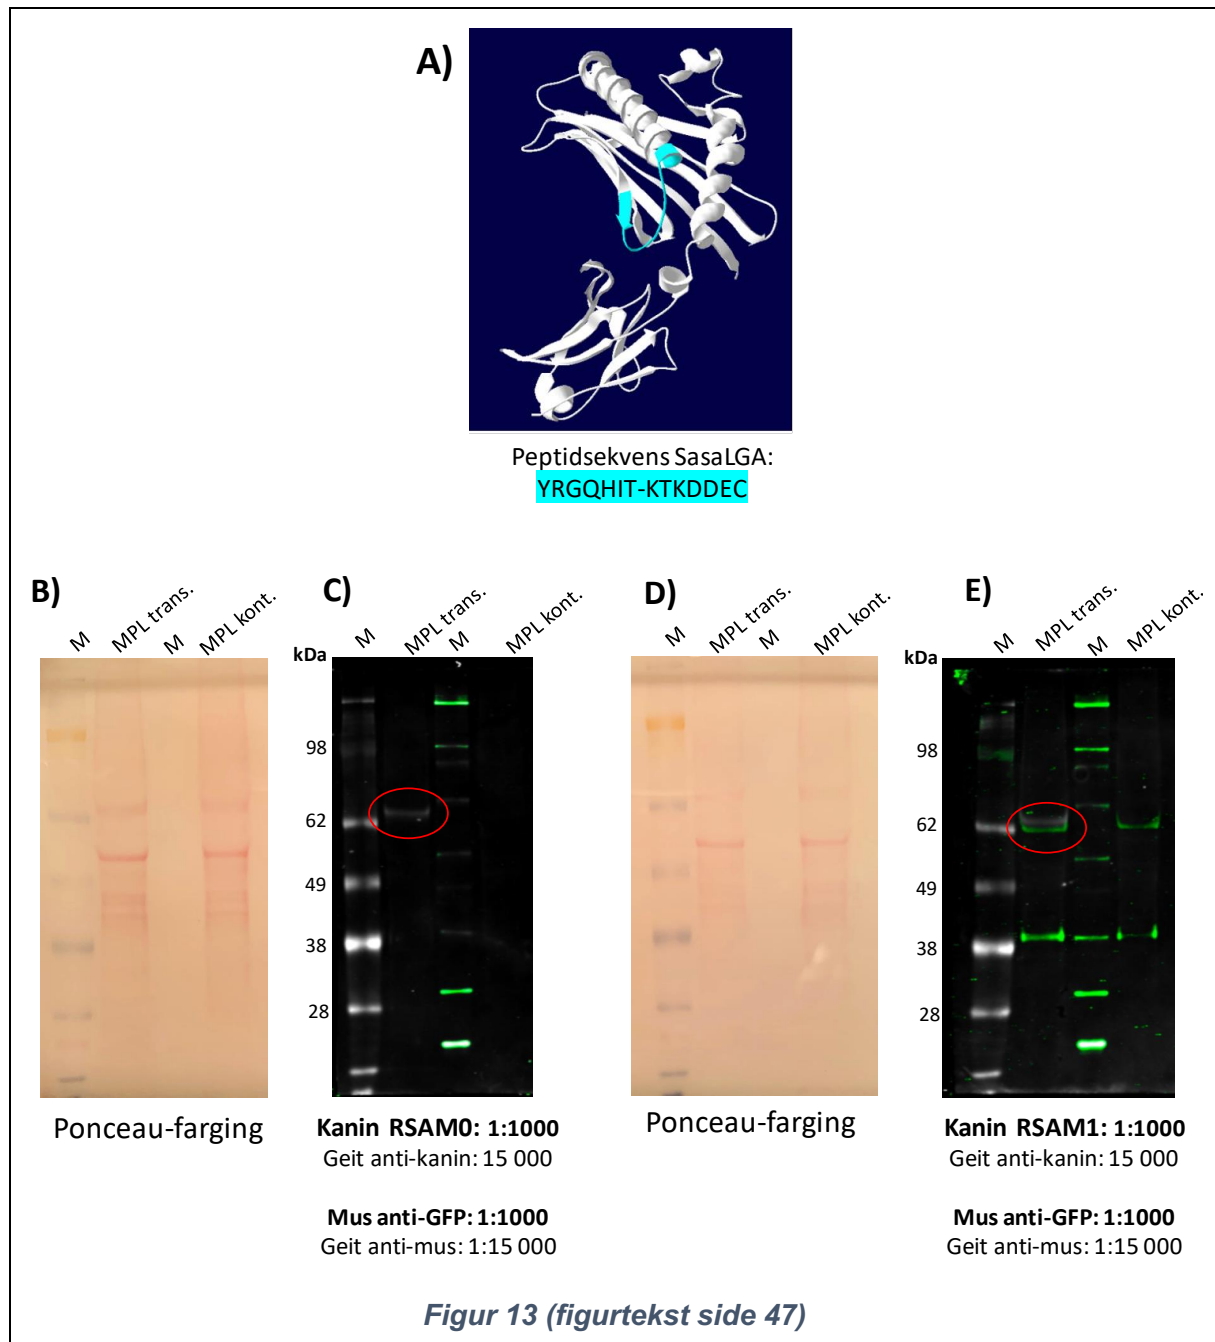 A)
Peptidsekvens SasaLGA:
YRGQHIT-KTKDDEC
B)
M
MPL trans.
M
MPL kont.
Ponceau-farging
C)
M
MPL trans.
M
MPL kont.
kDa
98
62
49
38
28
Kanin RSAM0: 1:1000
Geit anti-kanin: 15 000
Mus anti-GFP: 1:1000
Geit anti-mus: 1:15 000
D)
M
MPL trans.
M
MPL kont.
Ponceau-farging
E)
M
MPL trans.
M
MPL kont.
kDa
98
62
49
38
28
Kanin RSAM1: 1:1000
Geit anti-kanin: 15 000
Mus anti-GFP: 1:1000
Geit anti-mus: 1:15 000
Figur 13 (figurtekst side 47)